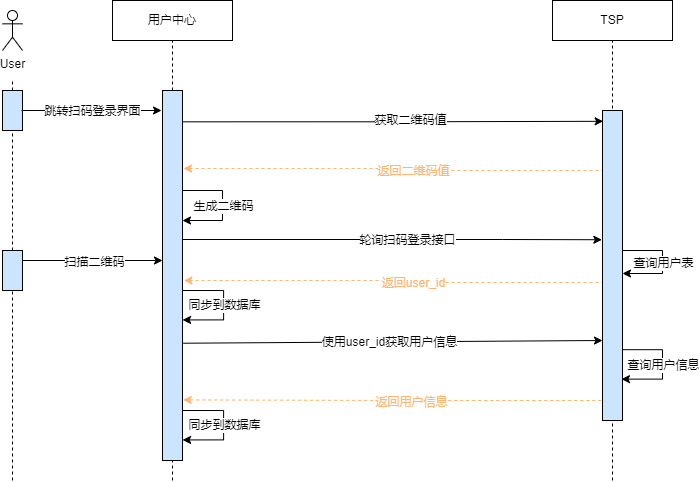 用户中心
TSP
User
跳转扫码登录界面
获取二维码值
返回二维码值
生成二维码
轮询扫码登录接口
扫描二维码
查询用户表
返回user_id
同步到数据库
使用user_id获取用户信息
查询用户信息
返回用户信息
同步到数据库